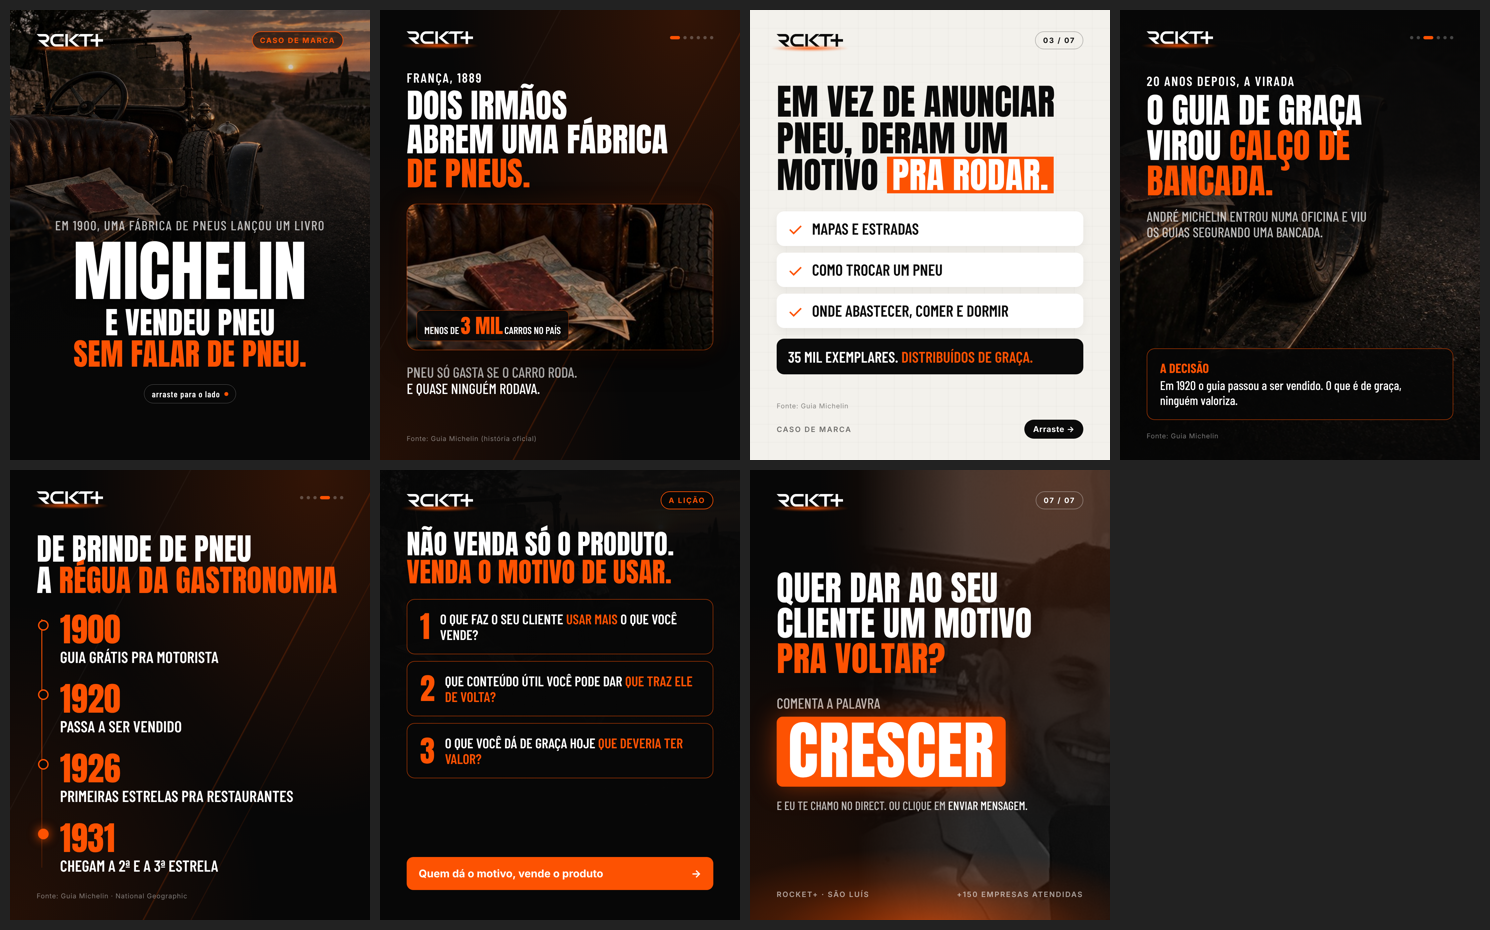 RCKT+
CASO DE MARCA
EM 1900, UMA FÁBRICA DE PNEUS LANÇOU UM LIVRO
MICHELIN
E VENDEU PNEU
SEM FALAR DE PNEU.
arraste para o lado
RCKT+
FRANÇA, 1889
DOIS IRMÃOS
ABREM UMA FÁBRICA
DE PNEUS.
MENOS DE 3 MIL CARROS NO PAÍS
PNEU SÓ GASTA SE O CARRO RODA.
E QUASE NINGUÉM RODAVA.
Fonte: Guia Michelin (história oficial)
RCKT+
03 / 07
EM VEZ DE ANUNCIAR
PNEU, DERAM UM
MOTIVO PRA RODAR.
MAPAS E ESTRADAS
COMO TROCAR UM PNEU
ONDE ABASTECER, COMER E DORMIR
35 MIL EXEMPLARES. DISTRIBUÍDOS DE GRAÇA.
Fonte: Guia Michelin
CASO DE MARCA
Arraste →
RCKT+
20 ANOS DEPOIS, A VIRADA
O GUIA DE GRAÇA
VIROU CALÇO DE
BANCADA.
ANDRÉ MICHELIN ENTROU NUMA OFICINA E VIU
OS GUIAS SEGURANDO UMA BANCADA.
A DECISÃO
Em 1920 o guia passou a ser vendido. O que é de graça,
ninguém valoriza.
Fonte: Guia Michelin
RCKT+
DE BRINDE DE PNEU
A RÉGUA DA GASTRONOMIA
1900
GUIA GRÁTIS PRA MOTORISTA
1920
PASSA A SER VENDIDO
1926
PRIMEIRAS ESTRELAS PRA RESTAURANTES
1931
CHEGAM A 2ª E A 3ª ESTRELA
Fonte: Guia Michelin · National Geographic
RCKT+
A LIÇÃO
NÃO VENDA SÓ O PRODUTO.
VENDA O MOTIVO DE USAR.
1 O QUE FAZ O SEU CLIENTE USAR MAIS O QUE VOCÊ
VENDE?
2 QUE CONTEÚDO ÚTIL VOCÊ PODE DAR QUE TRAZ ELE
DE VOLTA?
3 O QUE VOCÊ DÁ DE GRAÇA HOJE QUE DEVERIA TER
VALOR?
Quem dá o motivo, vende o produto →
RCKT+
07 / 07
QUER DAR AO SEU
CLIENTE UM MOTIVO
PRA VOLTAR?
COMENTA A PALAVRA
CRESCER
E EU TE CHAMO NO DIRECT. OU CLIQUE EM ENVIAR MENSAGEM.
ROCKET+ · SÃO LUÍS
+150 EMPRESAS ATENDIDAS